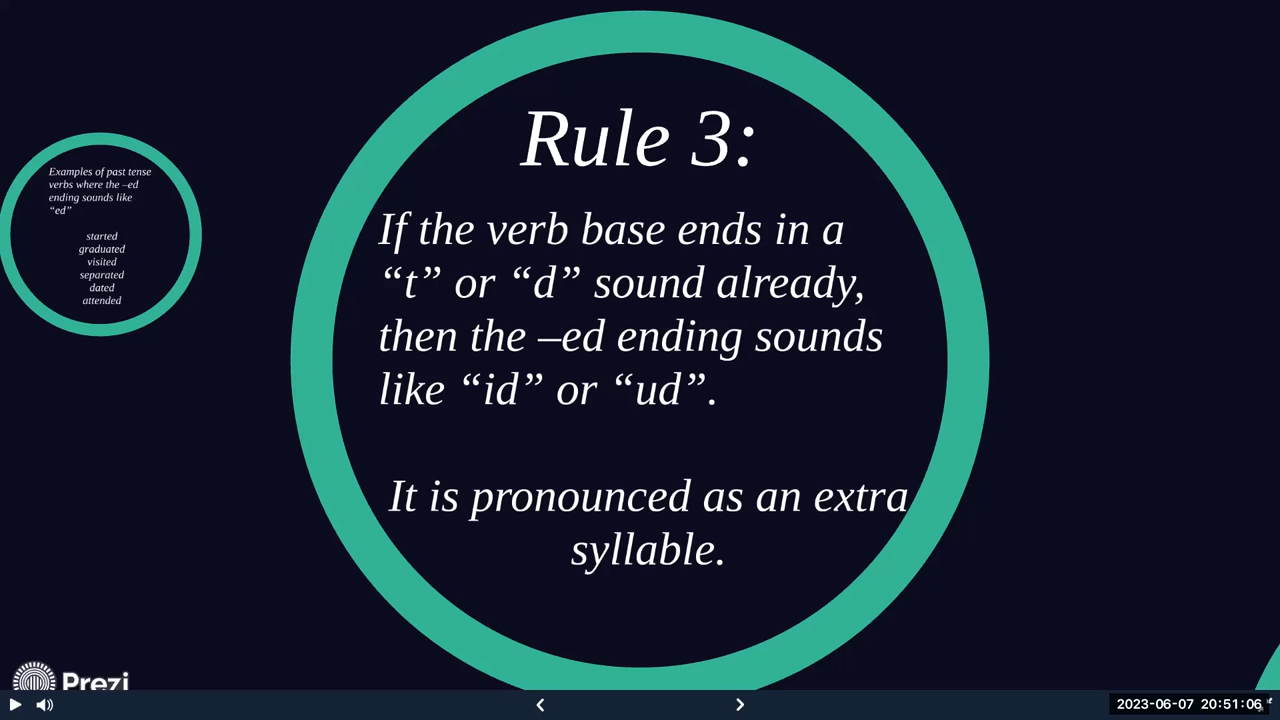 Rule 3:
If the verb base ends in a
“t” or “d” sound already,
then the –ed ending sounds
like “id” or “ud”.
It is pronounced as an extra
syllable.
Examples of past tense
verbs where the –ed
ending sounds like
“ed”
started
graduated
visited
separated
dated
attended
Prezi
2023-06-07 20:51:06